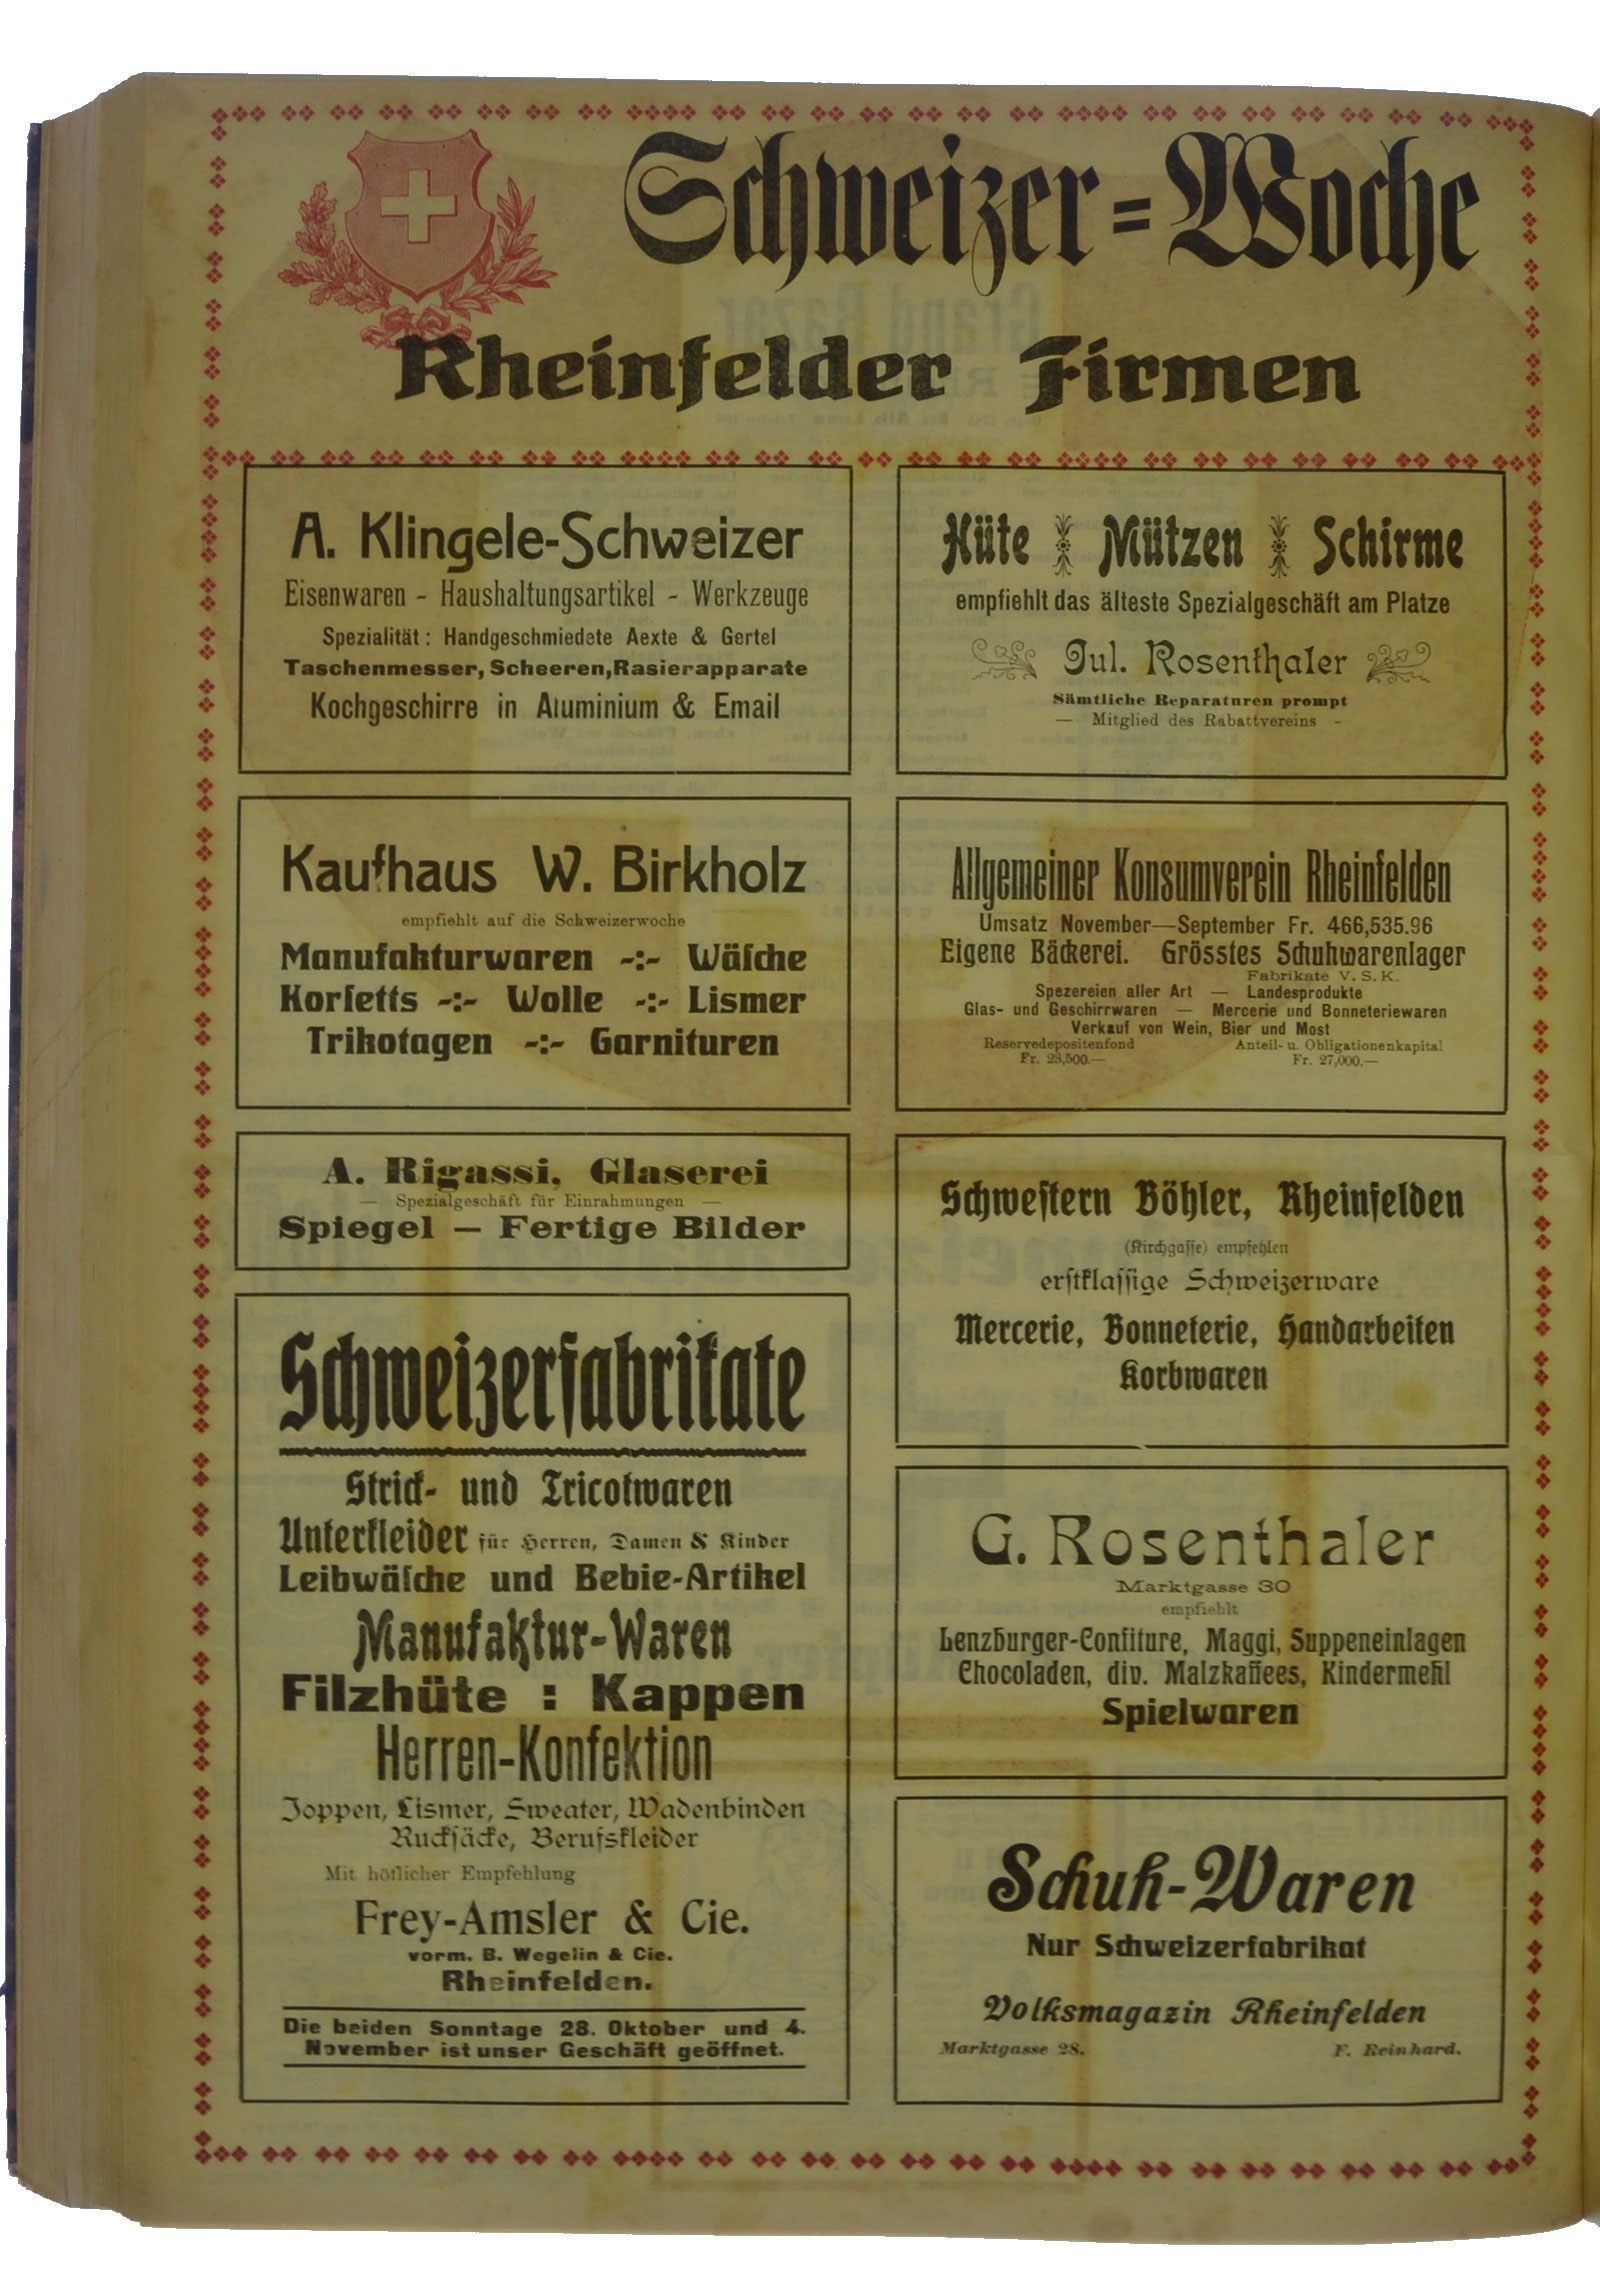 Schweizer=Woche
Rheinfelder Firmen
A. Klingele-Schweizer
Eisenwaren - Haushaltungsartikel - Werkzeuge
Spezialität: Handgeschmiedete Aexte & Gertel
Taschenmesser, Scheeren, Rasierapparate
Kochgeschirre in Aluminium & Email
Kaufhaus W. Birkholz
empfiehlt auf die Schweizerwoche
Manufakturwaren -:- Wäsche
Korsetts -:- Wolle -:- Lismer
Trikotagen -:- Garnituren
A. Rigassi, Glaserei
— Spezialgeschäft für Einrahmungen —
Spiegel — Fertige Bilder
Schweizerfabrikate
Strick- und Tricotwaren
Unterkleider für Herren, Damen & Kinder
Leibwäsche und Bebie-Artikel
Manufaktur-Waren
Filzhüte : Kappen
Herren-Konfektion
Joppen, Lismer, Sweater, Wadenbinden
Rucksäcke, Berufskleider
Mit höflicher Empfehlung
Frey-Amsler & Cie.
vorm. B. Wegelin & Cie.
Rheinfelden.
Die beiden Sonntage 28. Oktober und 4.
November ist unser Geschäft geöffnet.
Hüte Mützen Schirme
empfiehlt das älteste Spezialgeschäft am Platze
Jul. Rosenthaler
Sämtliche Reparaturen prompt
— Mitglied des Rabattvereins -
Allgemeiner Konsumverein Rheinfelden
Umsatz November—September Fr. 466,535.96
Eigene Bäckerei. Grösstes Schuhwarenlager
Fabrikate V. S. K.
Spezereien aller Art — Landesprodukte
Glas- und Geschirrwaren — Mercerie und Bonneteriewaren
Verkauf von Wein, Bier und Most
Reservedepositenfond Anteil- u. Obligationenkapital
Fr. 23,500.— Fr. 27,000.—
Schwestern Böhler, Rheinfelden
(Kirchgasse) empfehlen
erstklassige Schweizerware
Mercerie, Bonneterie, Handarbeiten
Korbwaren
G. Rosenthaler
Marktgasse 30
empfiehlt
Lenzburger-Confiture, Maggi, Suppeneinlagen
Chocoladen, div. Malzkaffees, Kindermehl
Spielwaren
Schuh-Waren
Nur Schweizerfabrikat
Volksmagazin Rheinfelden
Marktgasse 28. F. Reinhard.